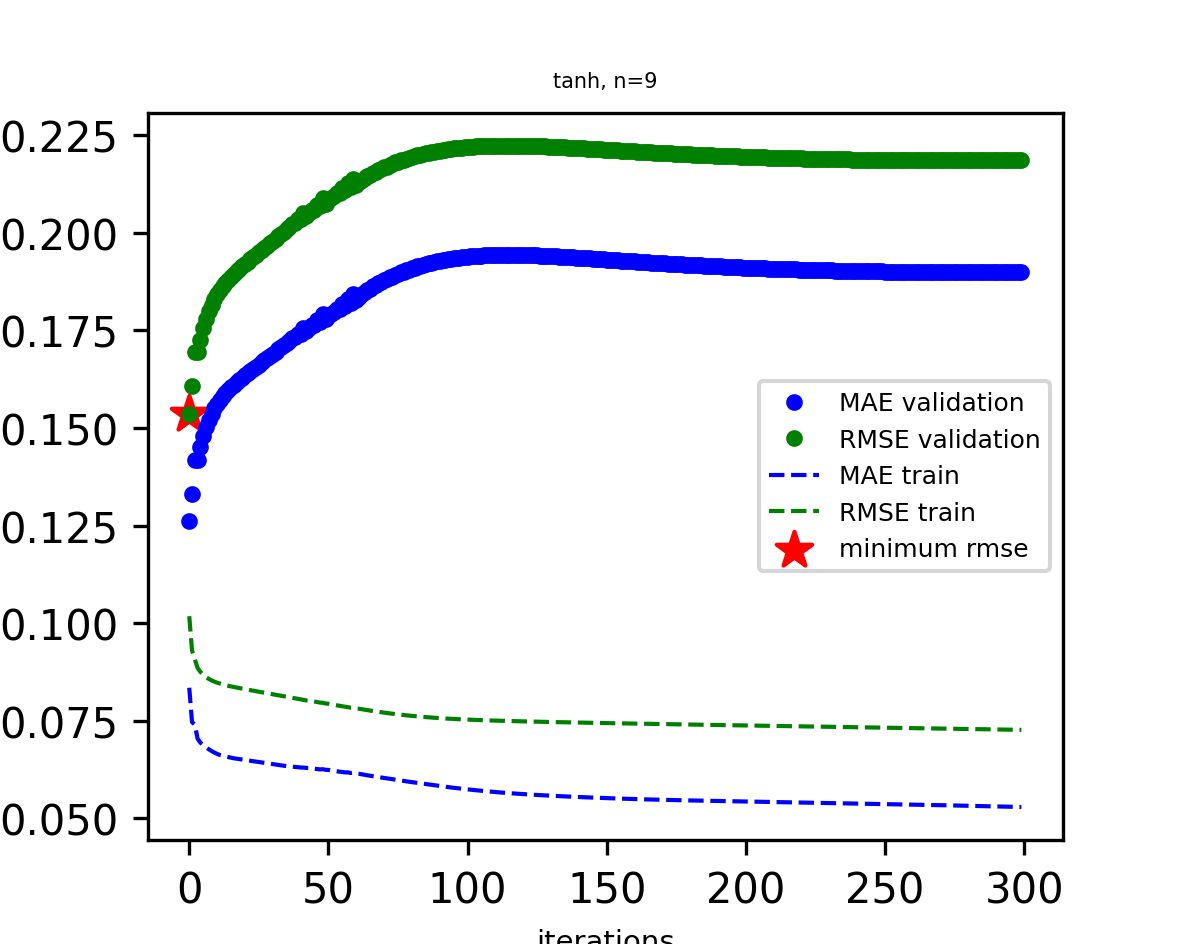 tanh, n=9
0.225
0.200
0.175
0.150
0.125
0.100
0.075
0.050
MAE validation
RMSE validation
MAE train
RMSE train
minimum rmse
0 50 100 150 200 250 300
iterations